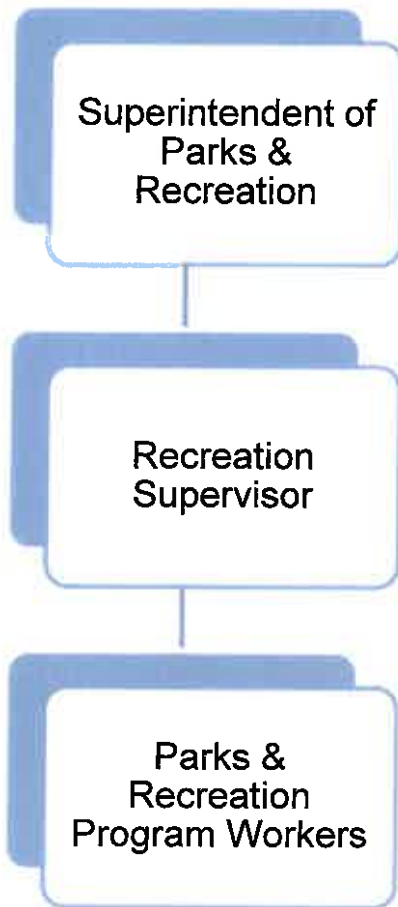 Superintendent of
Parks &
Recreation
Recreation
Supervisor
Parks &
Recreation
Program Workers